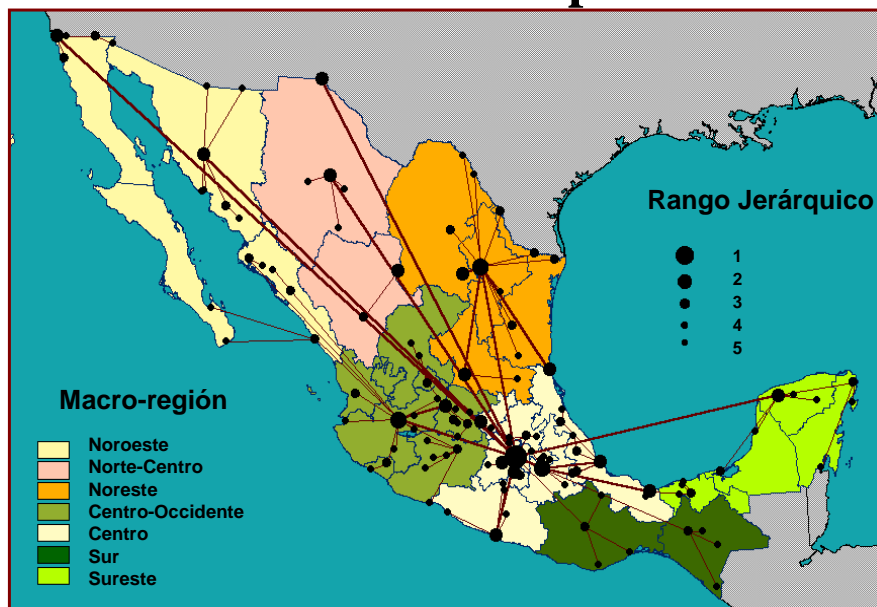 Rango Jerárquico
1
2
3
4
5
Macro-región
Noroeste
Norte-Centro
Noreste
Centro-Occidente
Centro
Sur
Sureste